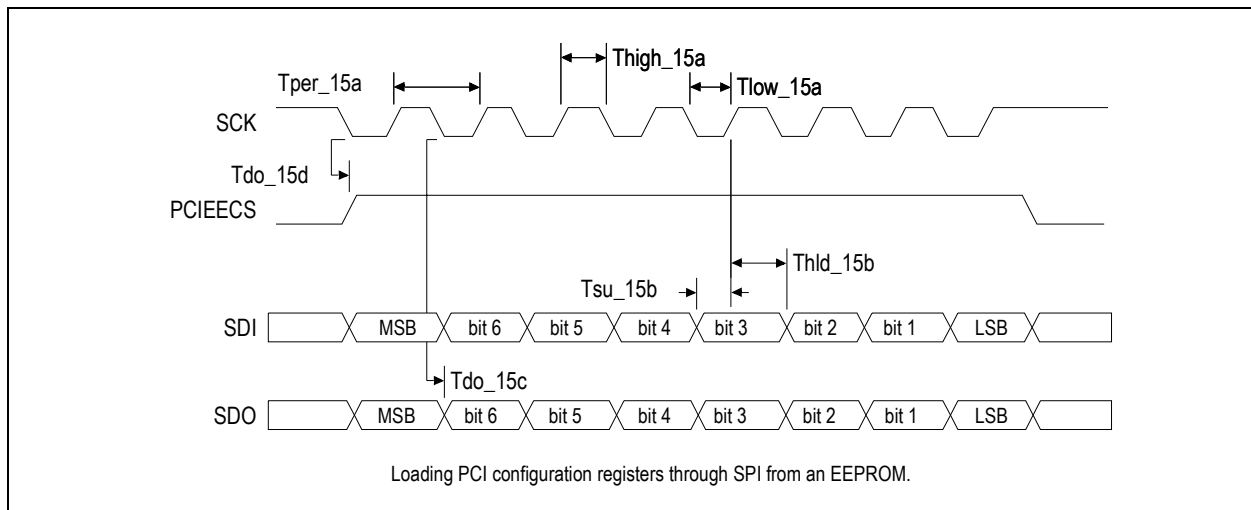 Thigh_15a
Tper_15a
Tlow_15a
SCK
Tdo_15d
PCIEECS
Thld_15b
Tsu_15b
SDI MSB bit 6 bit 5 bit 4 bit 3 bit 2 bit 1 LSB
Tdo_15c
SDO MSB bit 6 bit 5 bit 4 bit 3 bit 2 bit 1 LSB
Loading PCI configuration registers through SPI from an EEPROM.